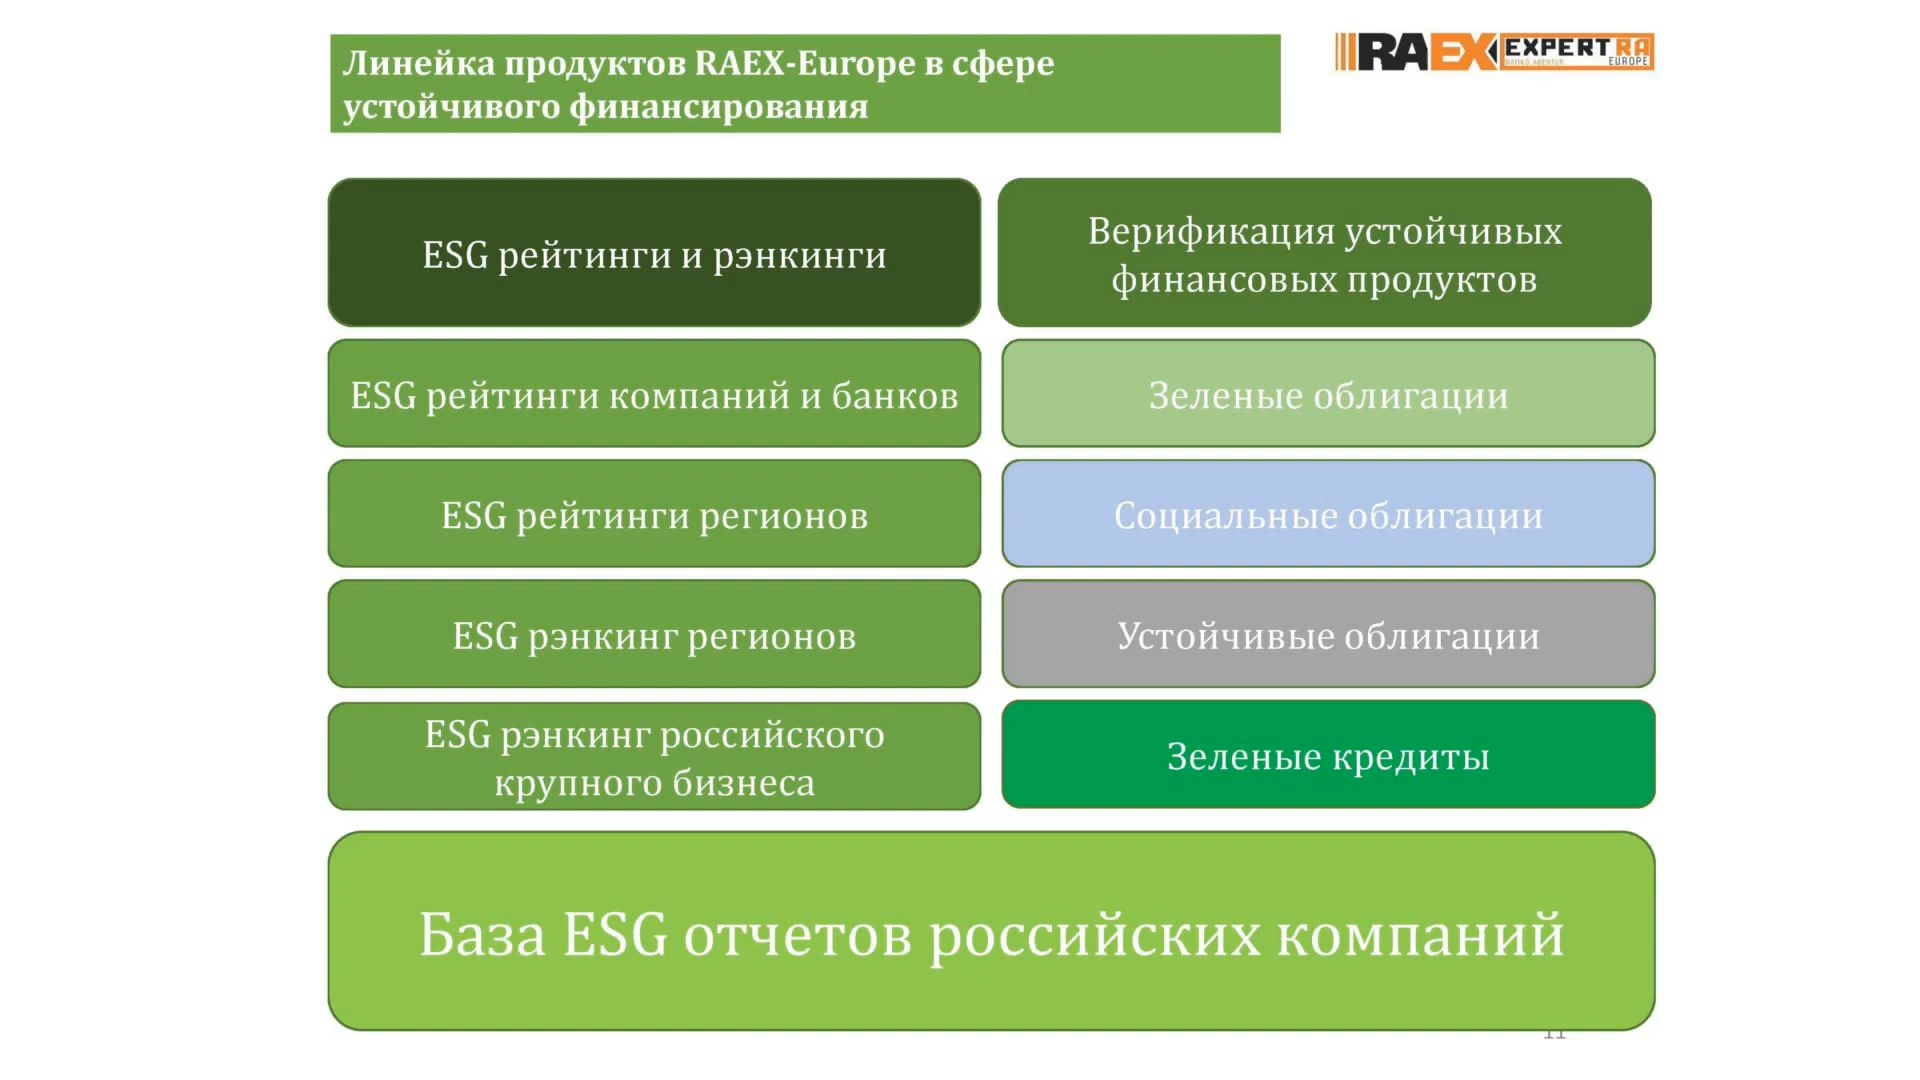 Линейка продуктов RAEX-Europe в сфере
устойчивого финансирования
RAEX EXPERT RA
RATING AGENTUR EUROPE
ESG рейтинги и рэнкинги
Верификация устойчивых
финансовых продуктов
ESG рейтинги компаний и банков
Зеленые облигации
ESG рейтинги регионов
Социальные облигации
ESG рэнкинг регионов
Устойчивые облигации
ESG рэнкинг российского
крупного бизнеса
Зеленые кредиты
База ESG отчетов российских компаний